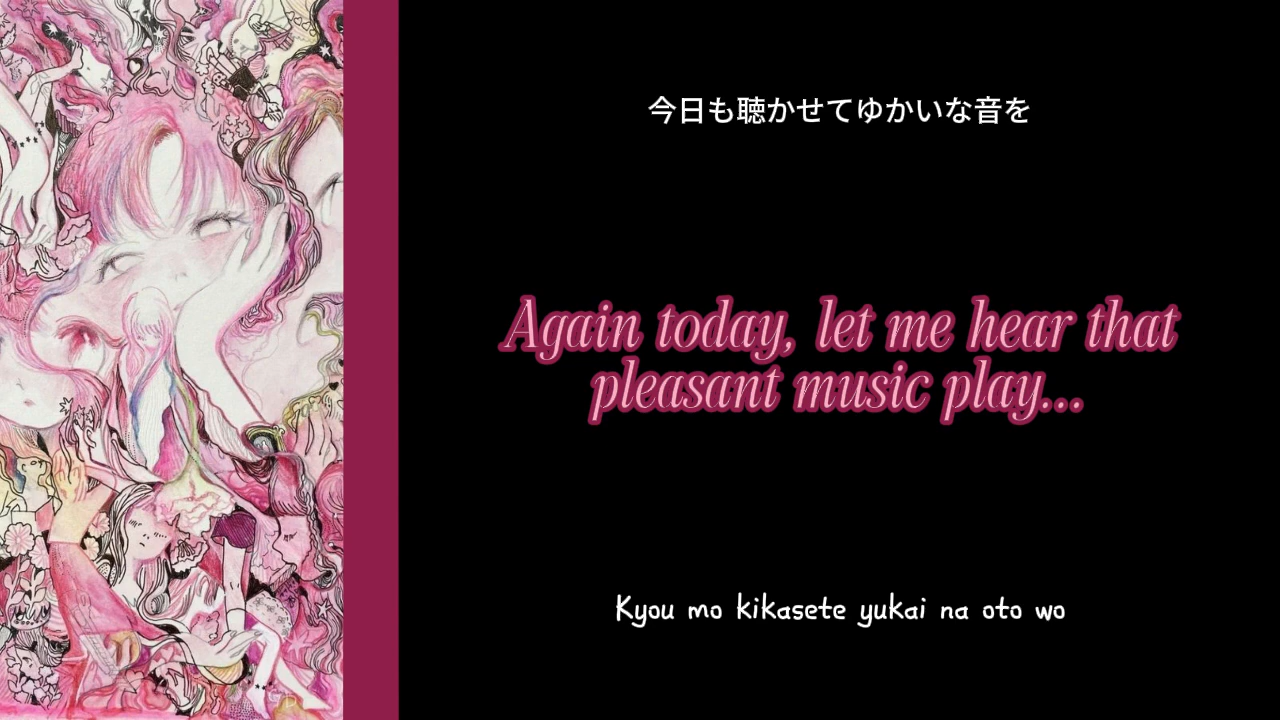 今日も聴かせてゆかいな音を
Again today, let me hear that
pleasant music play...
Kyou mo kikasete yukai na oto wo